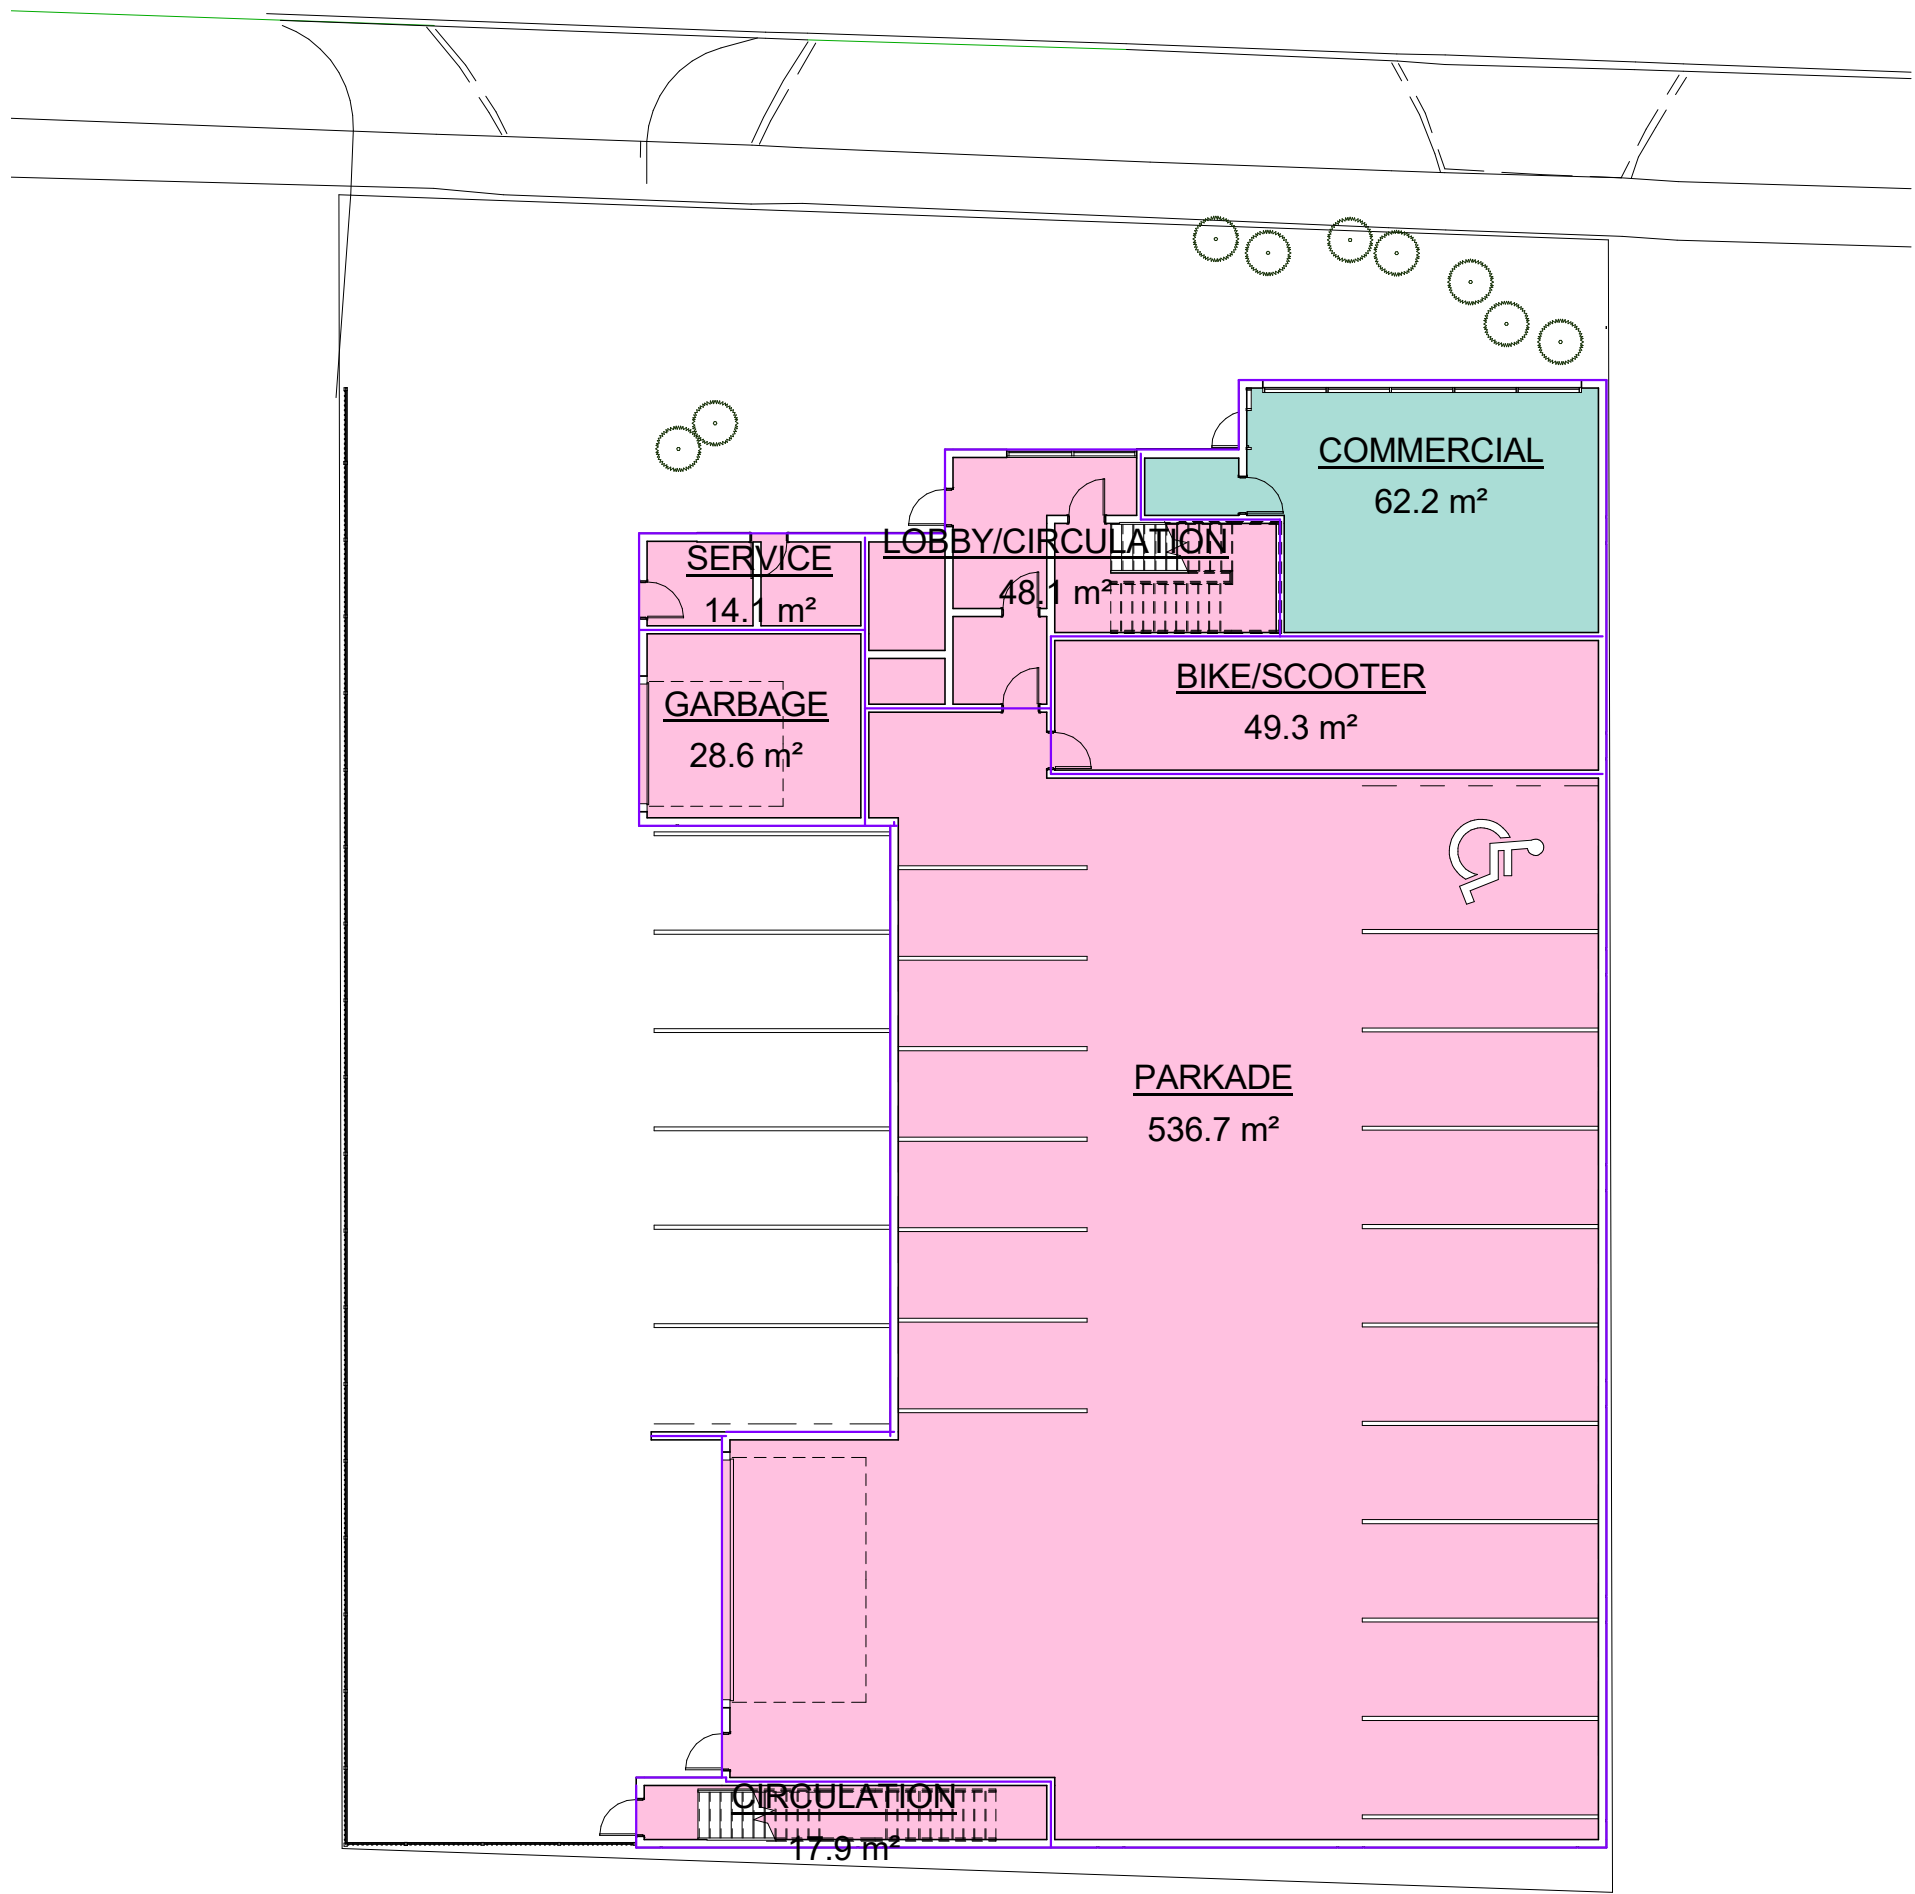 COMMERCIAL
62.2 m²
LOBBY/CIRCULATION
48.1 m²
SERVICE
14.1 m²
BIKE/SCOOTER
49.3 m²
GARBAGE
28.6 m²
PARKADE
536.7 m²
CIRCULATION
17.9 m²